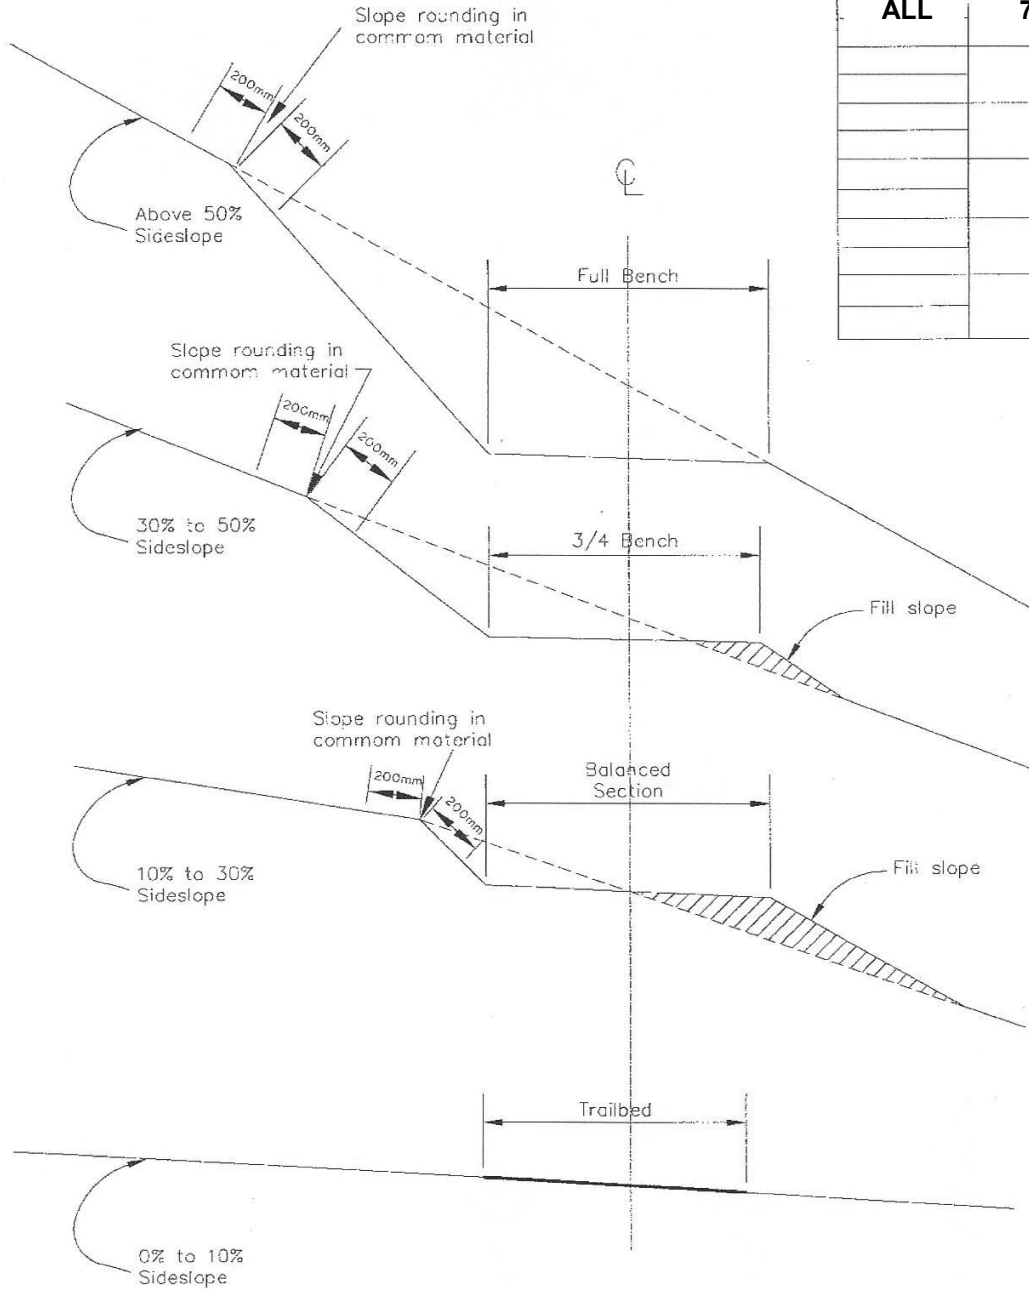 Slope rounding in
commom material
ALL
7
200mm
200mm
℄
Above 50%
Sideslope
Full Bench
Slope rounding in
commom material
200mm
200mm
30% to 50%
Sideslope
3/4 Bench
Fill slope
Slope rounding in
commom material
200mm
200mm
Balanced
Section
10% to 30%
Sideslope
Fill slope
Trailbed
0% to 10%
Sideslope